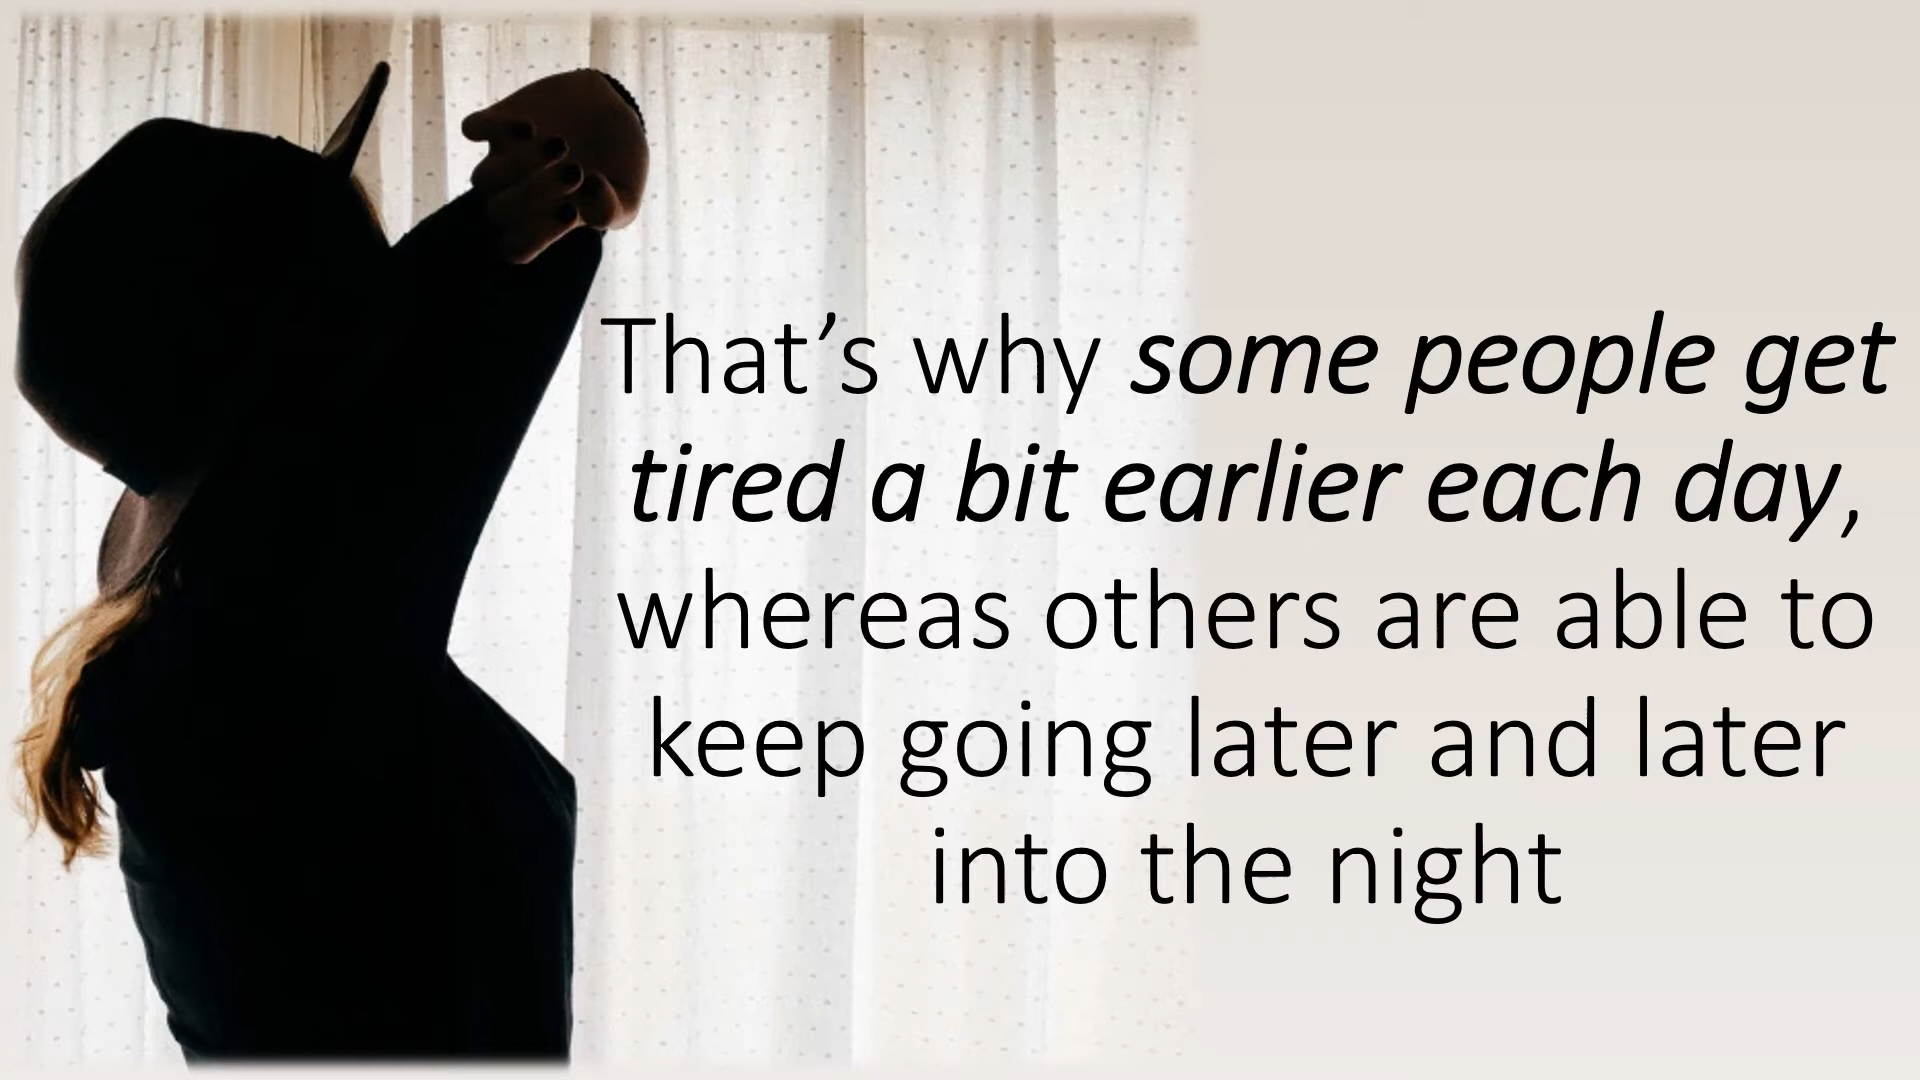 That’s why some people get
tired a bit earlier each day,
whereas others are able to
keep going later and later
into the night